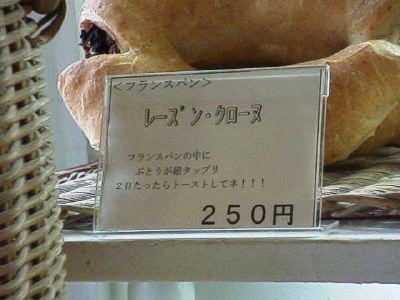 <フランスパン>
レーズン・クローヌ
フランスパンの中に
ぶどうが超タップリ
2日たったらトーストしてネ!!!
250円